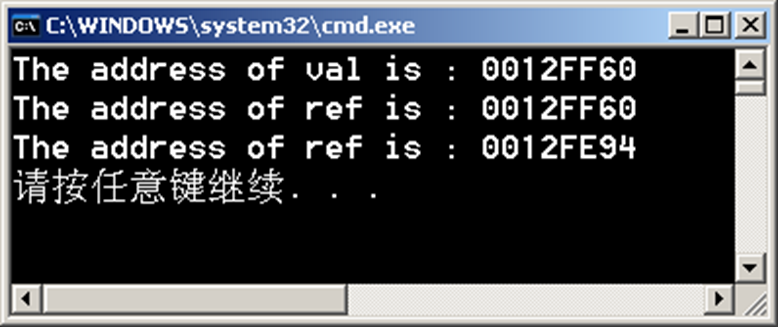 C:\WINDOWS\system32\cmd.exe
The address of val is : 0012FF60
The address of ref is : 0012FF60
The address of ref is : 0012FE94
请按任意键继续. . .